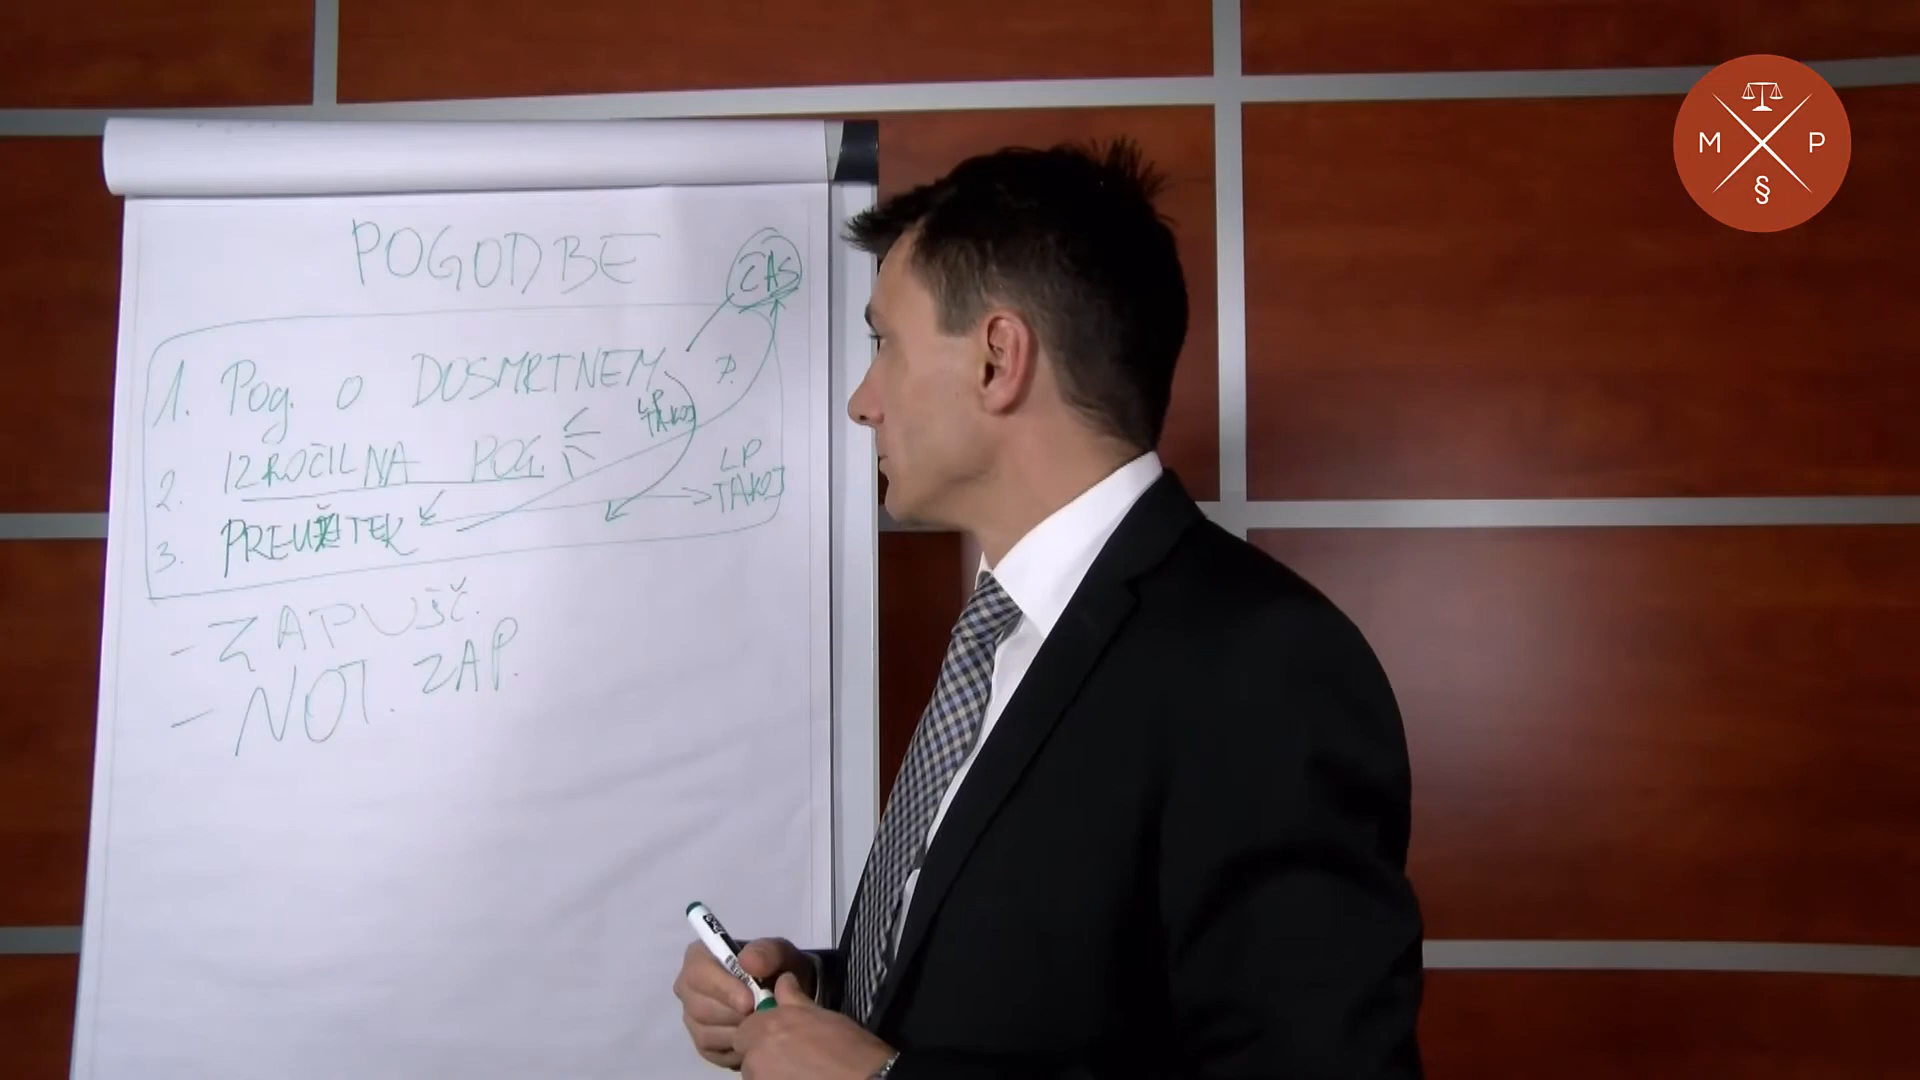 POGODBE
ČAS
1. Pog. O DOSMRTNEM
P.
LP TAKOJ
2. IZROČILNA POG.
LP TAKOJ
3. PREUŽITEK
- ZAPUŠČ.
- NOT. ZAP.
M P
§